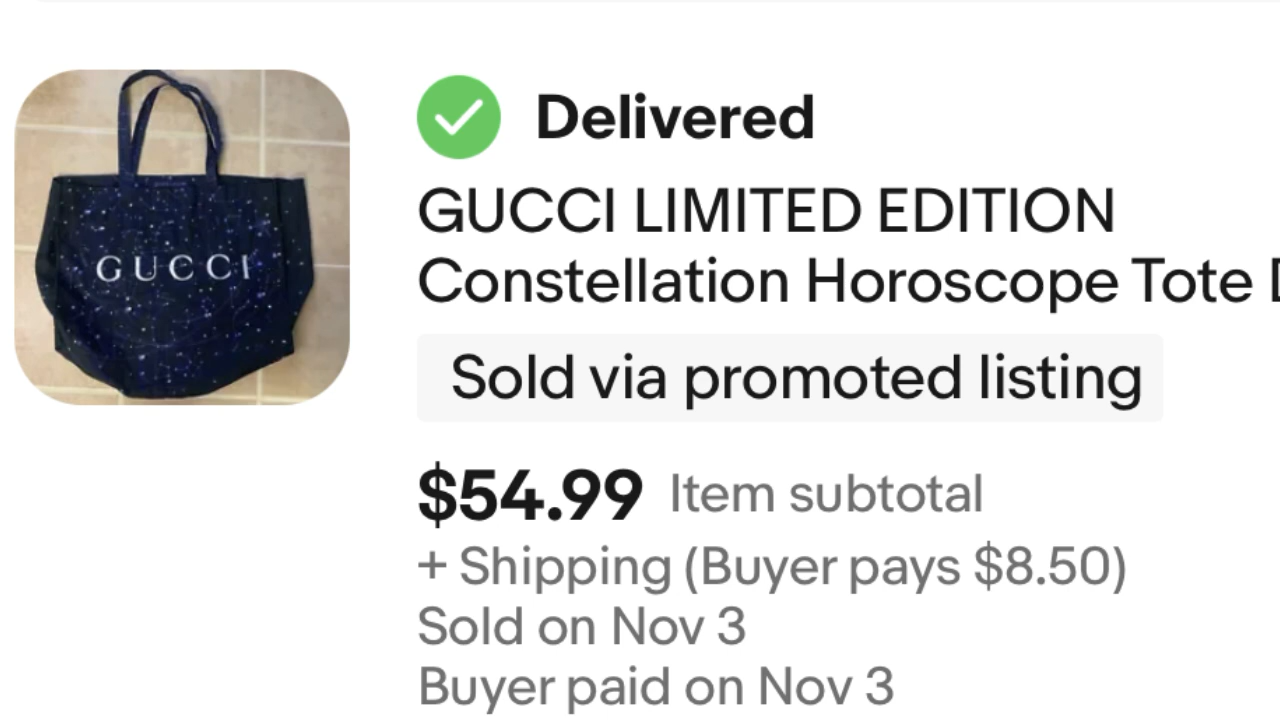 GUCCI
Delivered
GUCCI LIMITED EDITION
Constellation Horoscope Tote
Sold via promoted listing
$54.99 Item subtotal
+ Shipping (Buyer pays $8.50)
Sold on Nov 3
Buyer paid on Nov 3